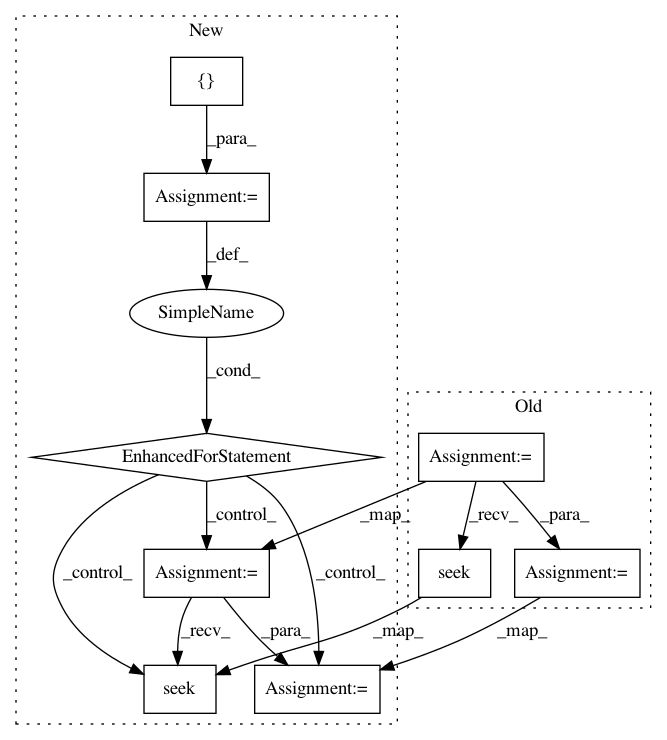 New
{}
_para_
Assignment:=
_def_
SimpleName
_cond_
Old
EnhancedForStatement
Assignment:=
_control_
_map_
_recv_
_para_
_control_
Assignment:=
_control_
seek
Assignment:=
_recv_
_para_
_map_
_map_
seek
Assignment:=